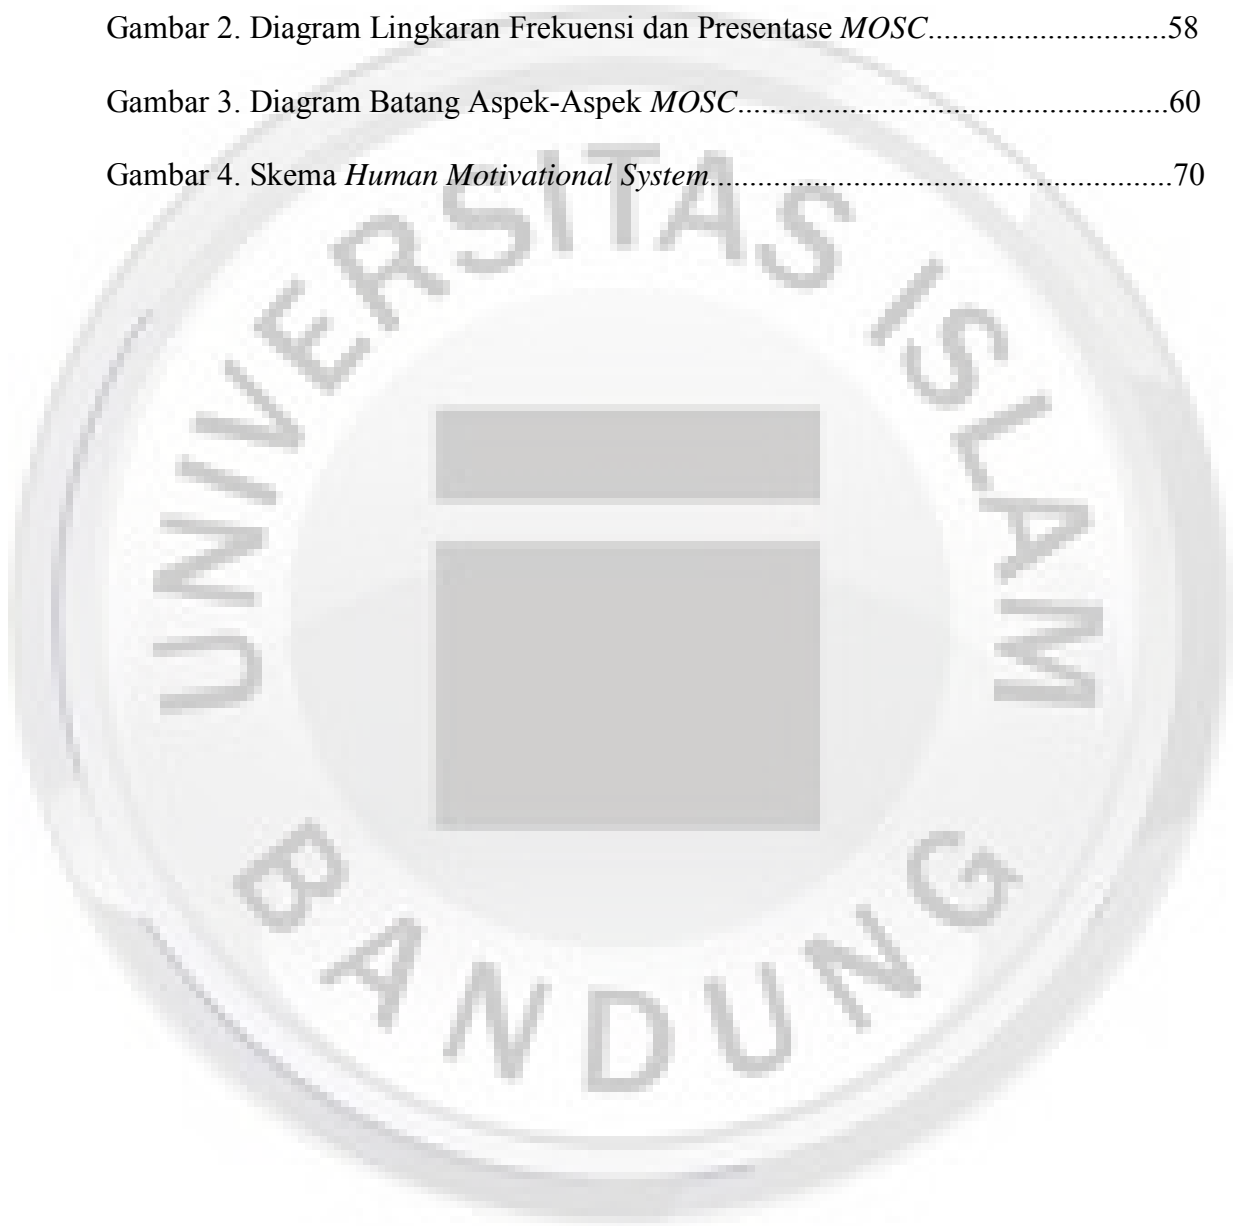 Gambar 2. Diagram Lingkaran Frekuensi dan Presentase MOSC..............................58
Gambar 3. Diagram Batang Aspek-Aspek MOSC......................................................60
Gambar 4. Skema Human Motivational System..........................................................70
UNIVERSITAS ISLAM
BANDUNG